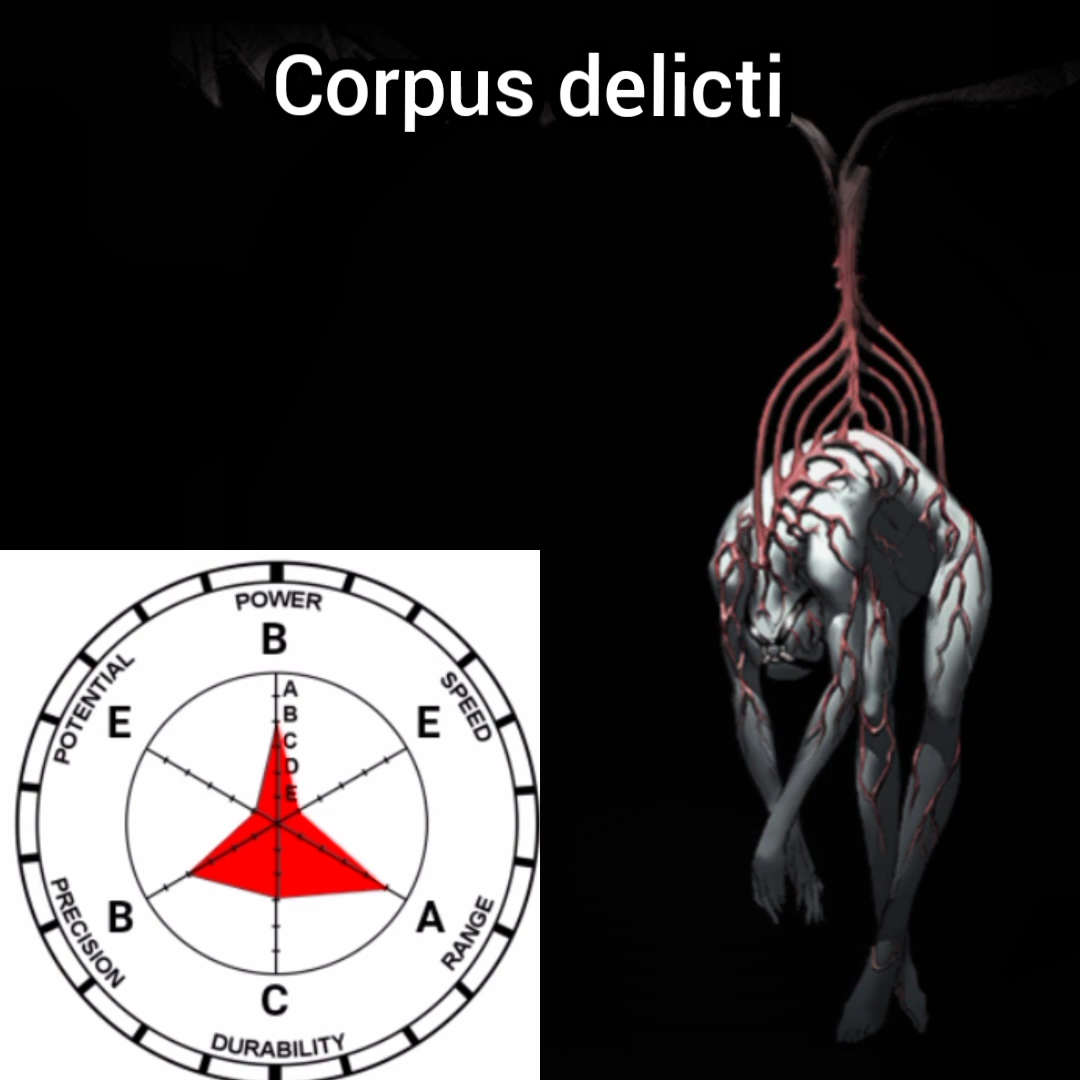 Corpus delicti
POWER
B
A
B
C
D
E
POTENTIAL
E
SPEED
E
PRECISION
B
RANGE
A
C
DURABILITY